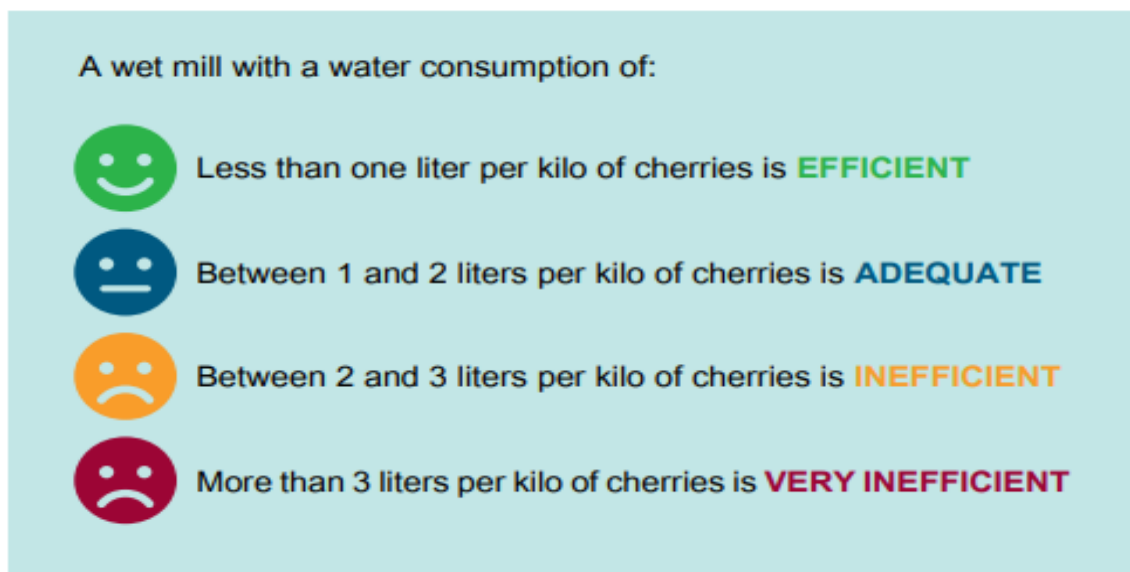 A wet mill with a water consumption of:
Less than one liter per kilo of cherries is EFFICIENT
Between 1 and 2 liters per kilo of cherries is ADEQUATE
Between 2 and 3 liters per kilo of cherries is INEFFICIENT
More than 3 liters per kilo of cherries is VERY INEFFICIENT